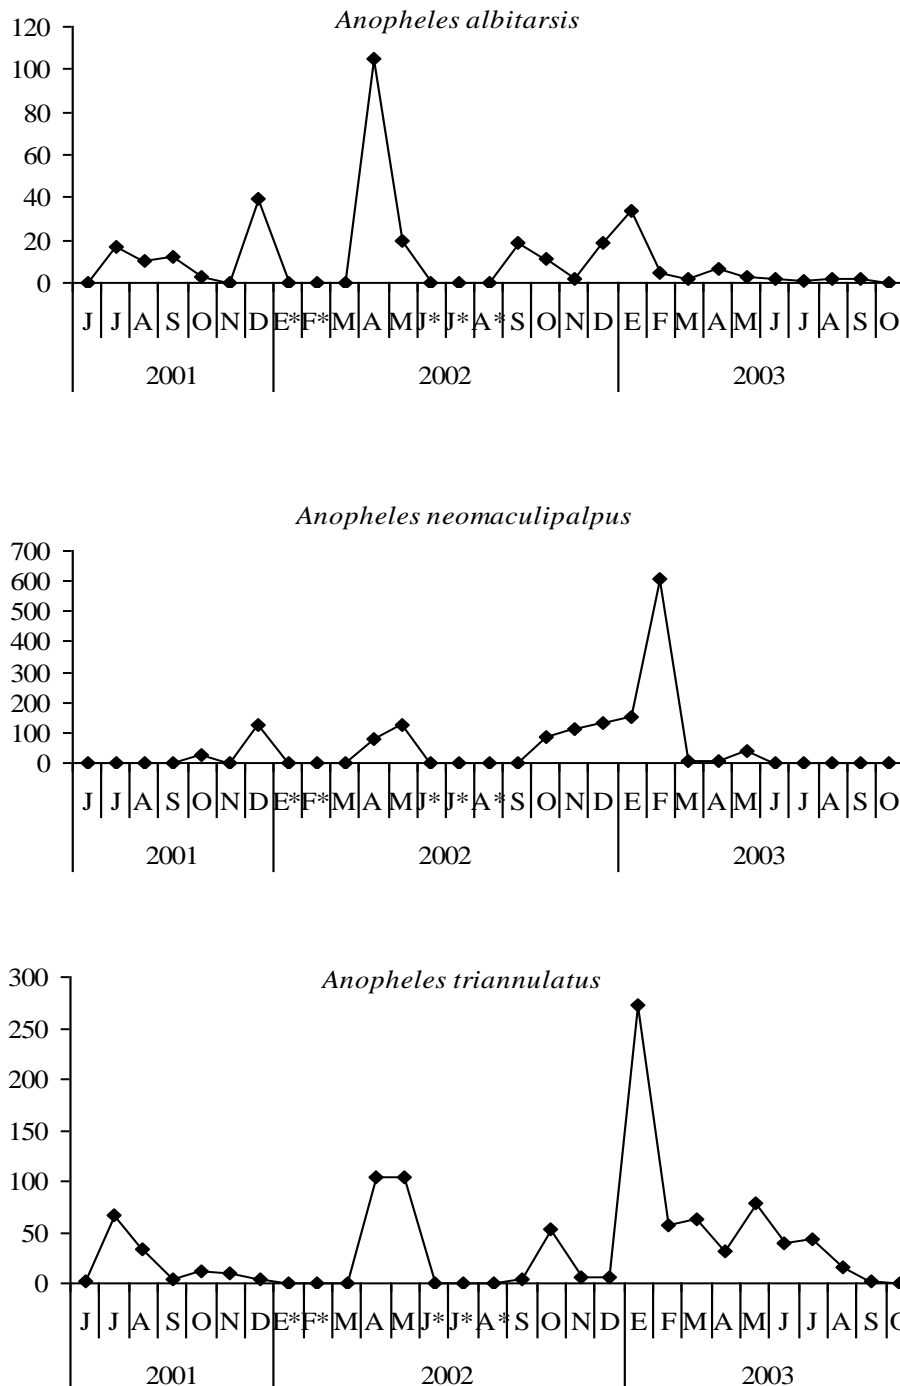 Anopheles albitarsis
120
100
80
60
40
20
0
J J A S O N D E* F* M A M J* J* A* S O N D E F M A M J J A S O
2001 2002 2003
Anopheles neomaculipalpus
700
600
500
400
300
200
100
0
J J A S O N D E* F* M A M J* J* A* S O N D E F M A M J J A S O
2001 2002 2003
Anopheles triannulatus
300
250
200
150
100
50
0
J J A S O N D E* F* M A M J* J* A* S O N D E F M A M J J A S O
2001 2002 2003